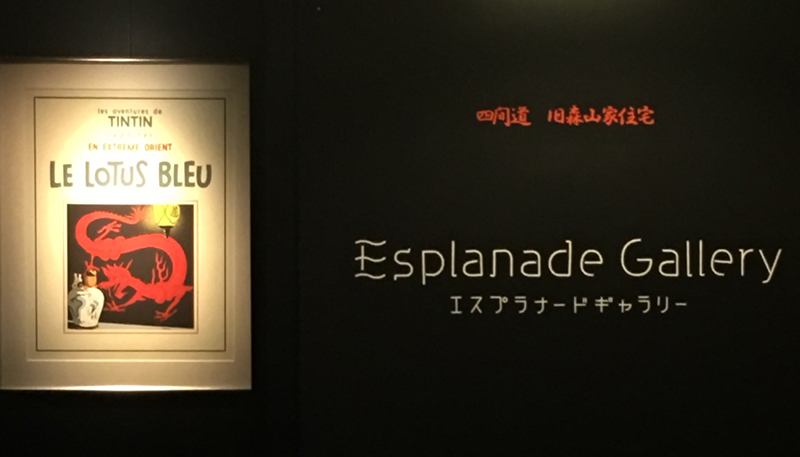 les aventures de
TINTIN
EN EXTREME ORIENT
LE LOTUS BLEU
四间道 旧森山家住宅
Esplanade Gallery
エスプラナードギャラリー